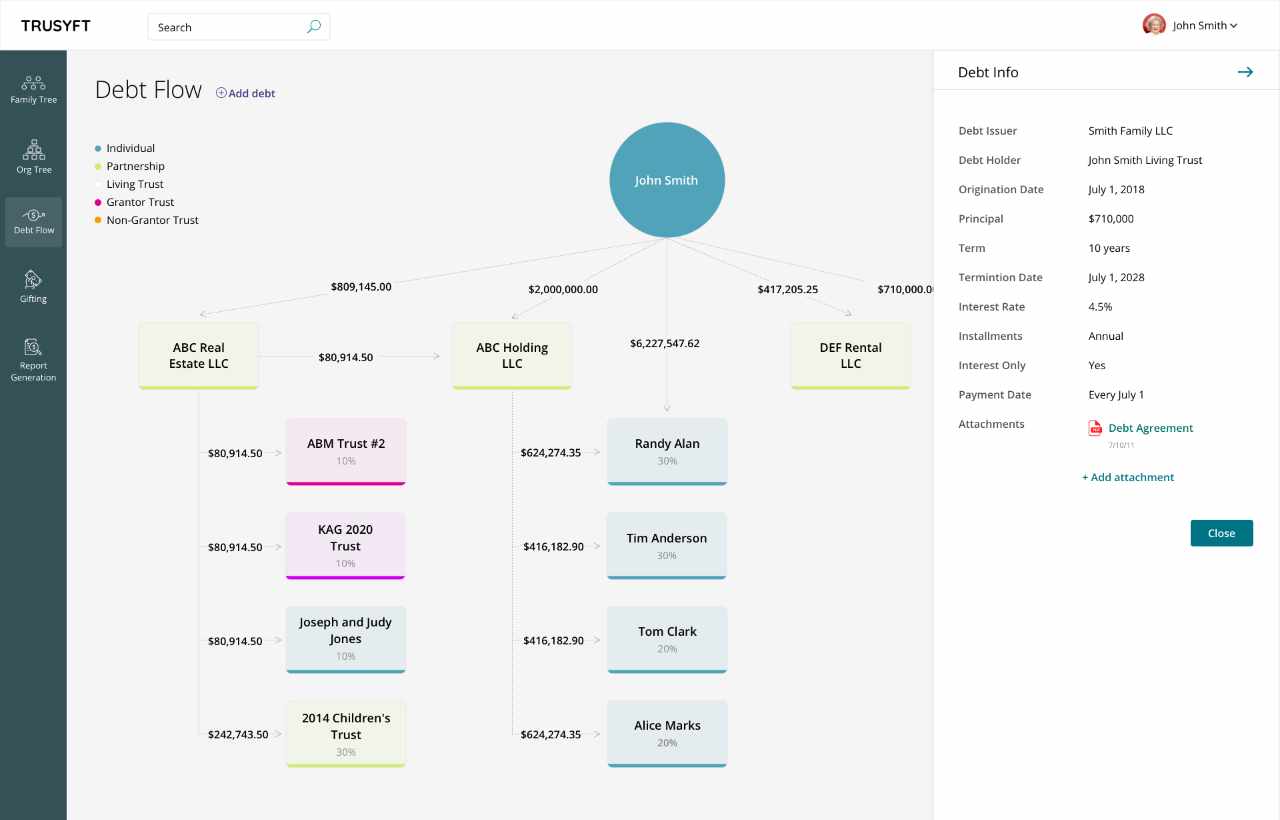 TRUSYFT
Search
John Smith
Family Tree
Org Tree
Debt Flow
Gifting
Report
Generation
Debt Flow
Add debt
Individual
Partnership
Living Trust
Grantor Trust
Non-Grantor Trust
John Smith
$809,145.00
$2,000,000.00
$417,205.25
$710,000.0
$6,227,547.62
ABC Real
Estate LLC
$80,914.50
ABC Holding
LLC
DEF Rental
LLC
$80,914.50
ABM Trust #2
10%
$624,274.35
Randy Alan
30%
$80,914.50
KAG 2020
Trust
10%
$416,182.90
Tim Anderson
30%
$80,914.50
Joseph and Judy
Jones
10%
$416,182.90
Tom Clark
20%
$242,743.50
2014 Children's
Trust
30%
$624,274.35
Alice Marks
20%
Debt Info
Debt Issuer Smith Family LLC
Debt Holder John Smith Living Trust
Origination Date July 1, 2018
Principal $710,000
Term 10 years
Termintion Date July 1, 2028
Interest Rate 4.5%
Installments Annual
Interest Only Yes
Payment Date Every July 1
Attachments Debt Agreement
7/10/11
+ Add attachment
Close